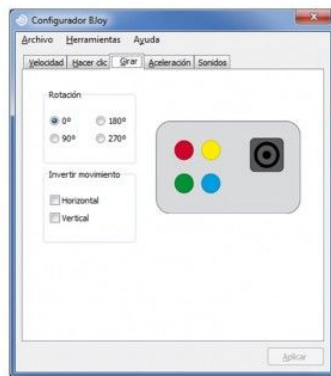 Configurador BJoy
Archivo Herramientas Ayuda
Velocidad Hacer clic Girar Aceleración Sonidos
Rotación
0º 180º
90º 270º
Invertir movimiento
Horizontal
Vertical
Aplicar